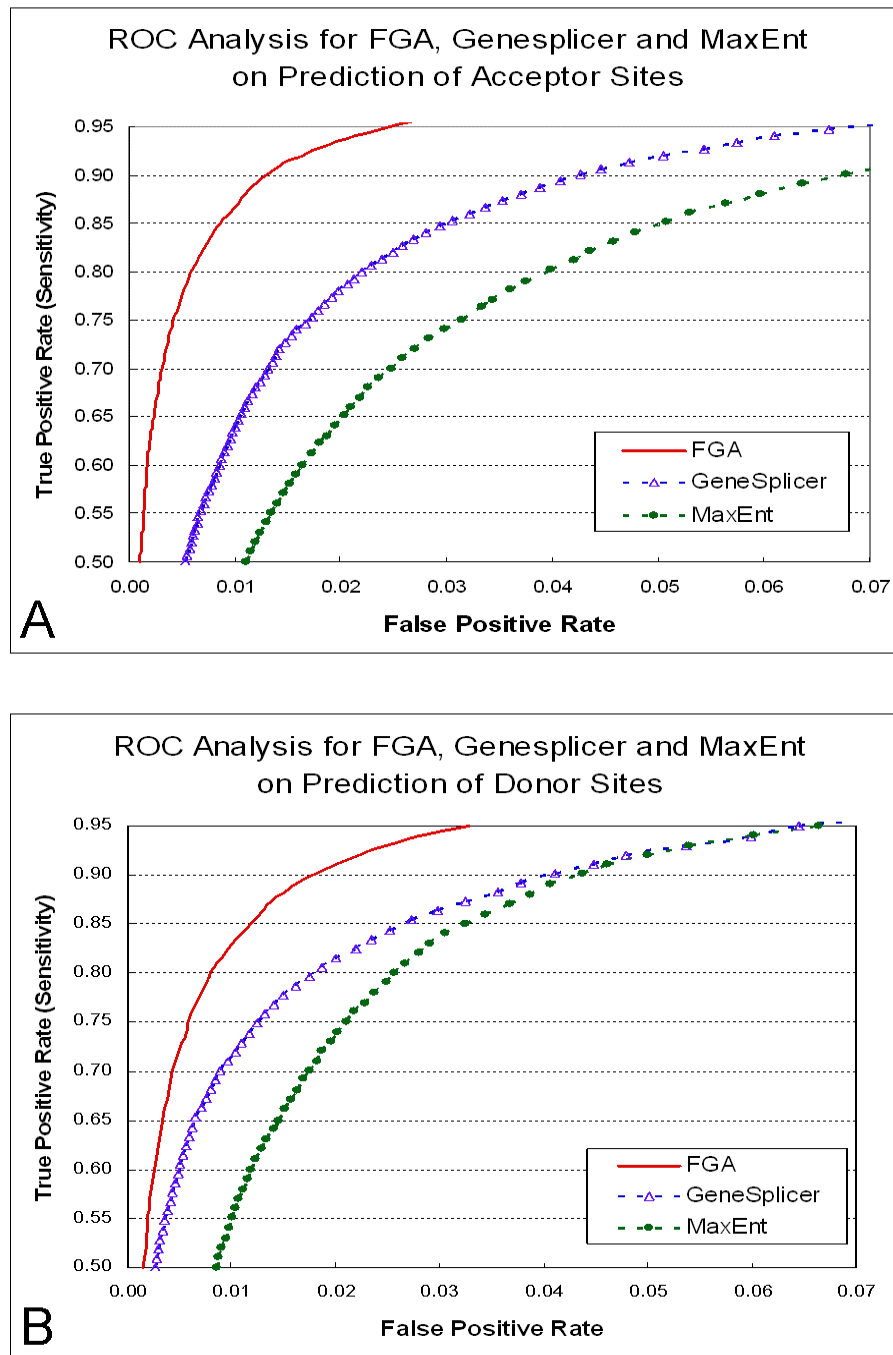 ROC Analysis for FGA, Genesplicer and MaxEnt
on Prediction of Acceptor Sites
True Positive Rate (Sensitivity)
0.95
0.90
0.85
0.80
0.75
0.70
0.65
0.60
0.55
0.50
FGA
GeneSplicer
MaxEnt
0.00 0.01 0.02 0.03 0.04 0.05 0.06 0.07
False Positive Rate
A
ROC Analysis for FGA, Genesplicer and MaxEnt
on Prediction of Donor Sites
True Positive Rate (Sensitivity)
0.95
0.90
0.85
0.80
0.75
0.70
0.65
0.60
0.55
0.50
FGA
GeneSplicer
MaxEnt
0.00 0.01 0.02 0.03 0.04 0.05 0.06 0.07
False Positive Rate
B